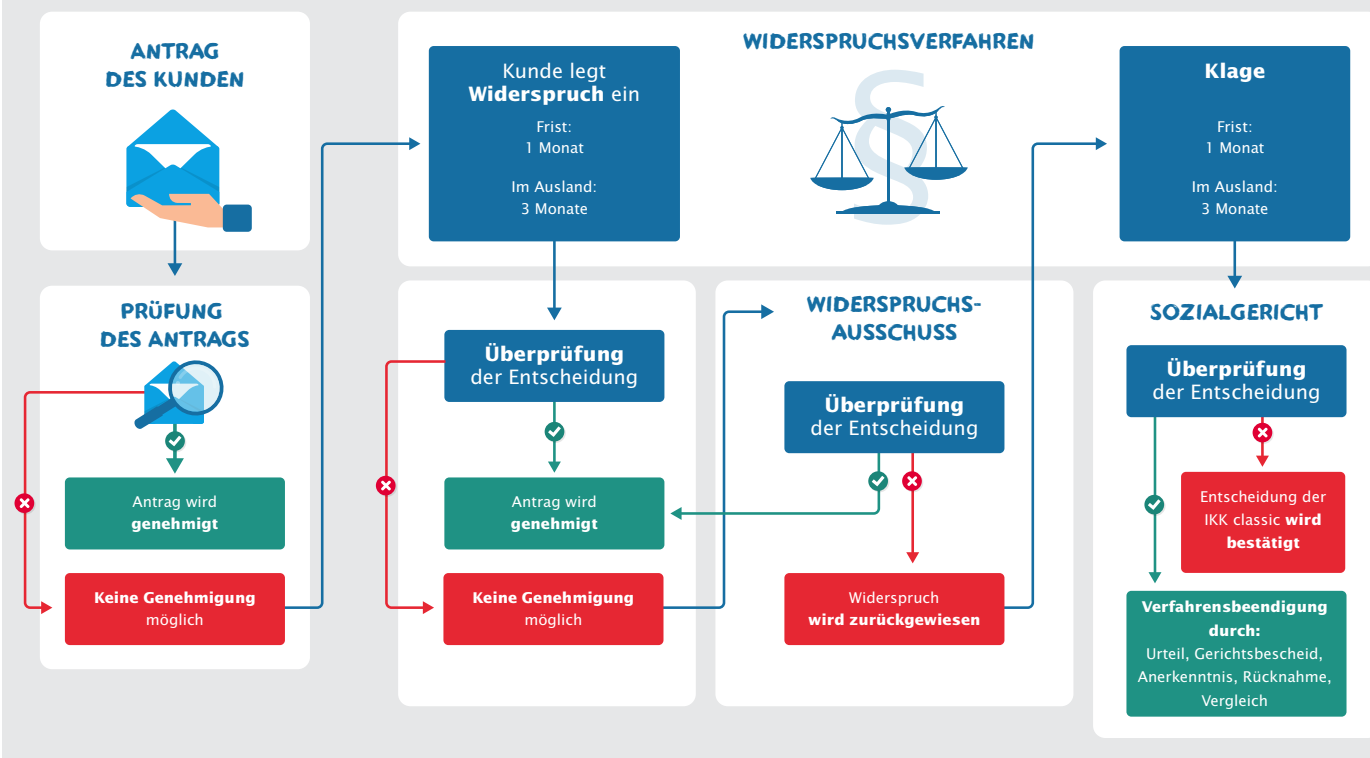 ANTRAG
DES KUNDEN
PRÜFUNG
DES ANTRAGS
Antrag wird
genehmigt
Keine Genehmigung
möglich
WIDERSPRUCHSVERFAHREN
Kunde legt
Widerspruch ein
Frist:
1 Monat
Im Ausland:
3 Monate
§
Klage
Frist:
1 Monat
Im Ausland:
3 Monate
Überprüfung
der Entscheidung
Antrag wird
genehmigt
Keine Genehmigung
möglich
WIDERSPRUCHS-
AUSSCHUSS
Überprüfung
der Entscheidung
Widerspruch
wird zurückgewiesen
SOZIALGERICHT
Überprüfung
der Entscheidung
Entscheidung der
IKK classic wird
bestätigt
Verfahrensbeendigung
durch:
Urteil, Gerichtsbescheid,
Anerkenntnis, Rücknahme,
Vergleich